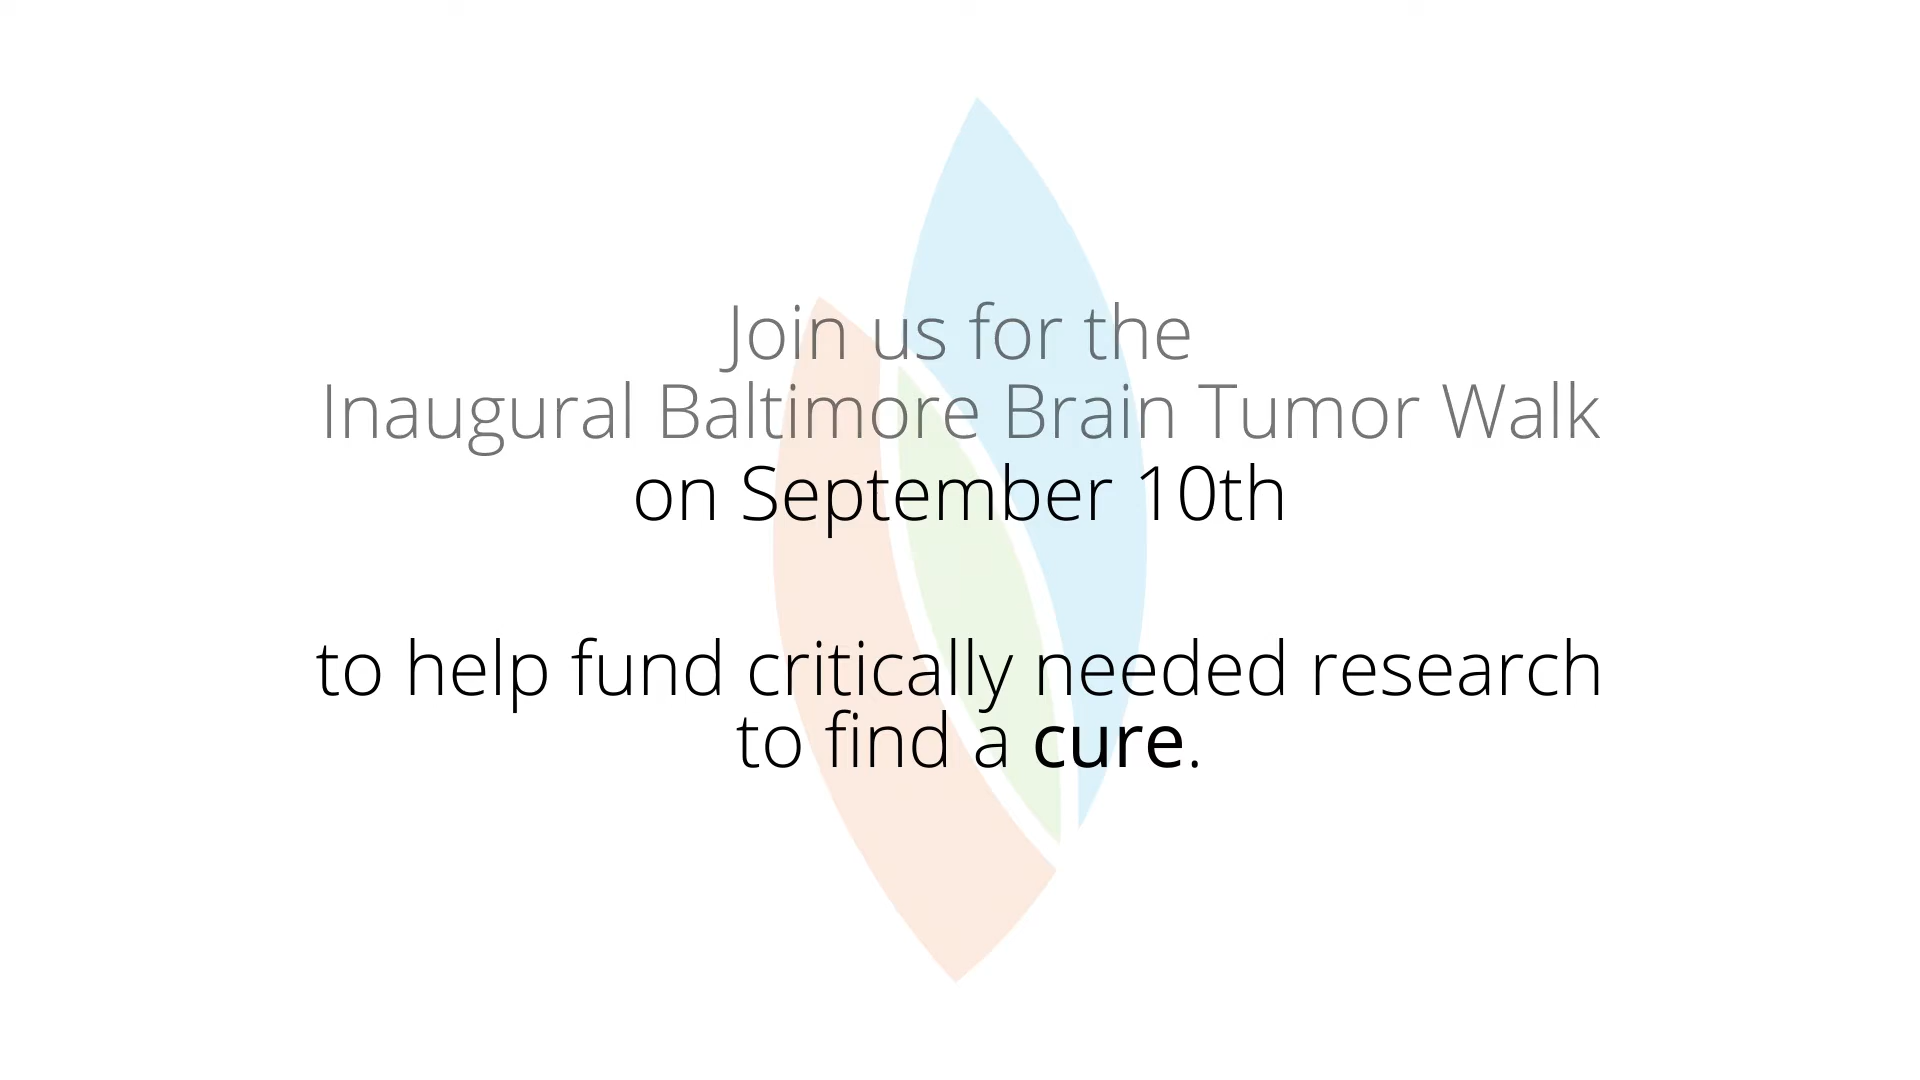 Join us for the
Inaugural Baltimore Brain Tumor Walk
on September 10th
to help fund critically needed research
to find a cure.